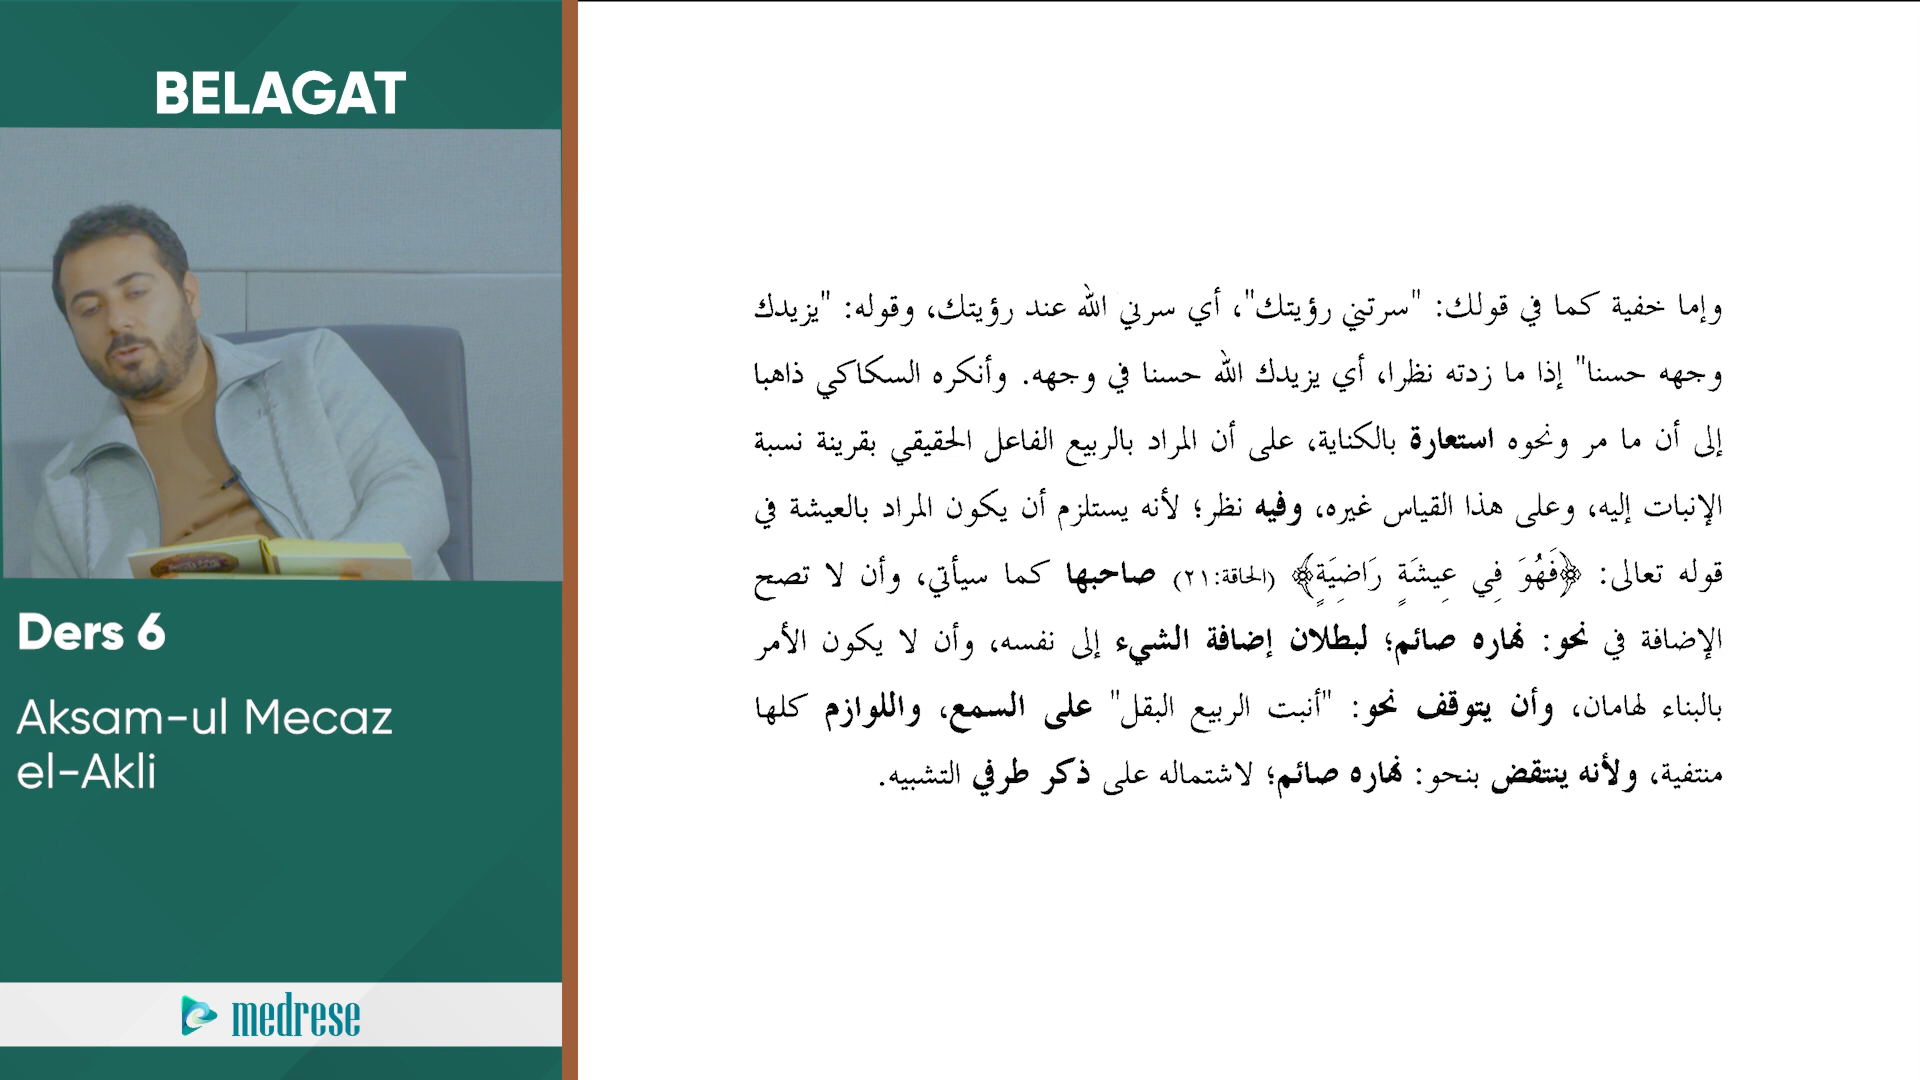 BELAGAT
Ders 6
Aksam-ul Mecaz
el-Akli
medrese
وإما خفية كما في قولك: "سرتني رؤيتك"، أي سرني الله عند رؤيتك، وقوله: "يزيدك
وجهه حسنا" إذا ما زدته نظرا، أي يزيدك الله حسنا في وجهه. وأنكره السكاكي ذاهبا
إلى أن ما مر ونحوه استعارة بالكناية، على أن المراد بالربيع الفاعل الحقيقي بقرينة نسبة
الإنبات إليه، وعلى هذا القياس غيره، وفيه نظر؛ لأنه يستلزم أن يكون المراد بالعيشة في
قوله تعالى: ﴿فَهُوَ فِي عِيشَةٍ رَاضِيَةٍ﴾ (الحاقة:٢١) صاحبها كما سيأتي، وأن لا تصح
الإضافة في نحو: نهاره صائم؛ لبطلان إضافة الشيء إلى نفسه، وأن لا يكون الأمر
بالبناء لهامان، وأن يتوقف نحو: "أنبت الربيع البقل" على السمع، واللوازم كلها
منتفية، ولأنه ينتقض بنحو: نهاره صائم؛ لاشتماله على ذكر طرفي التشبيه.